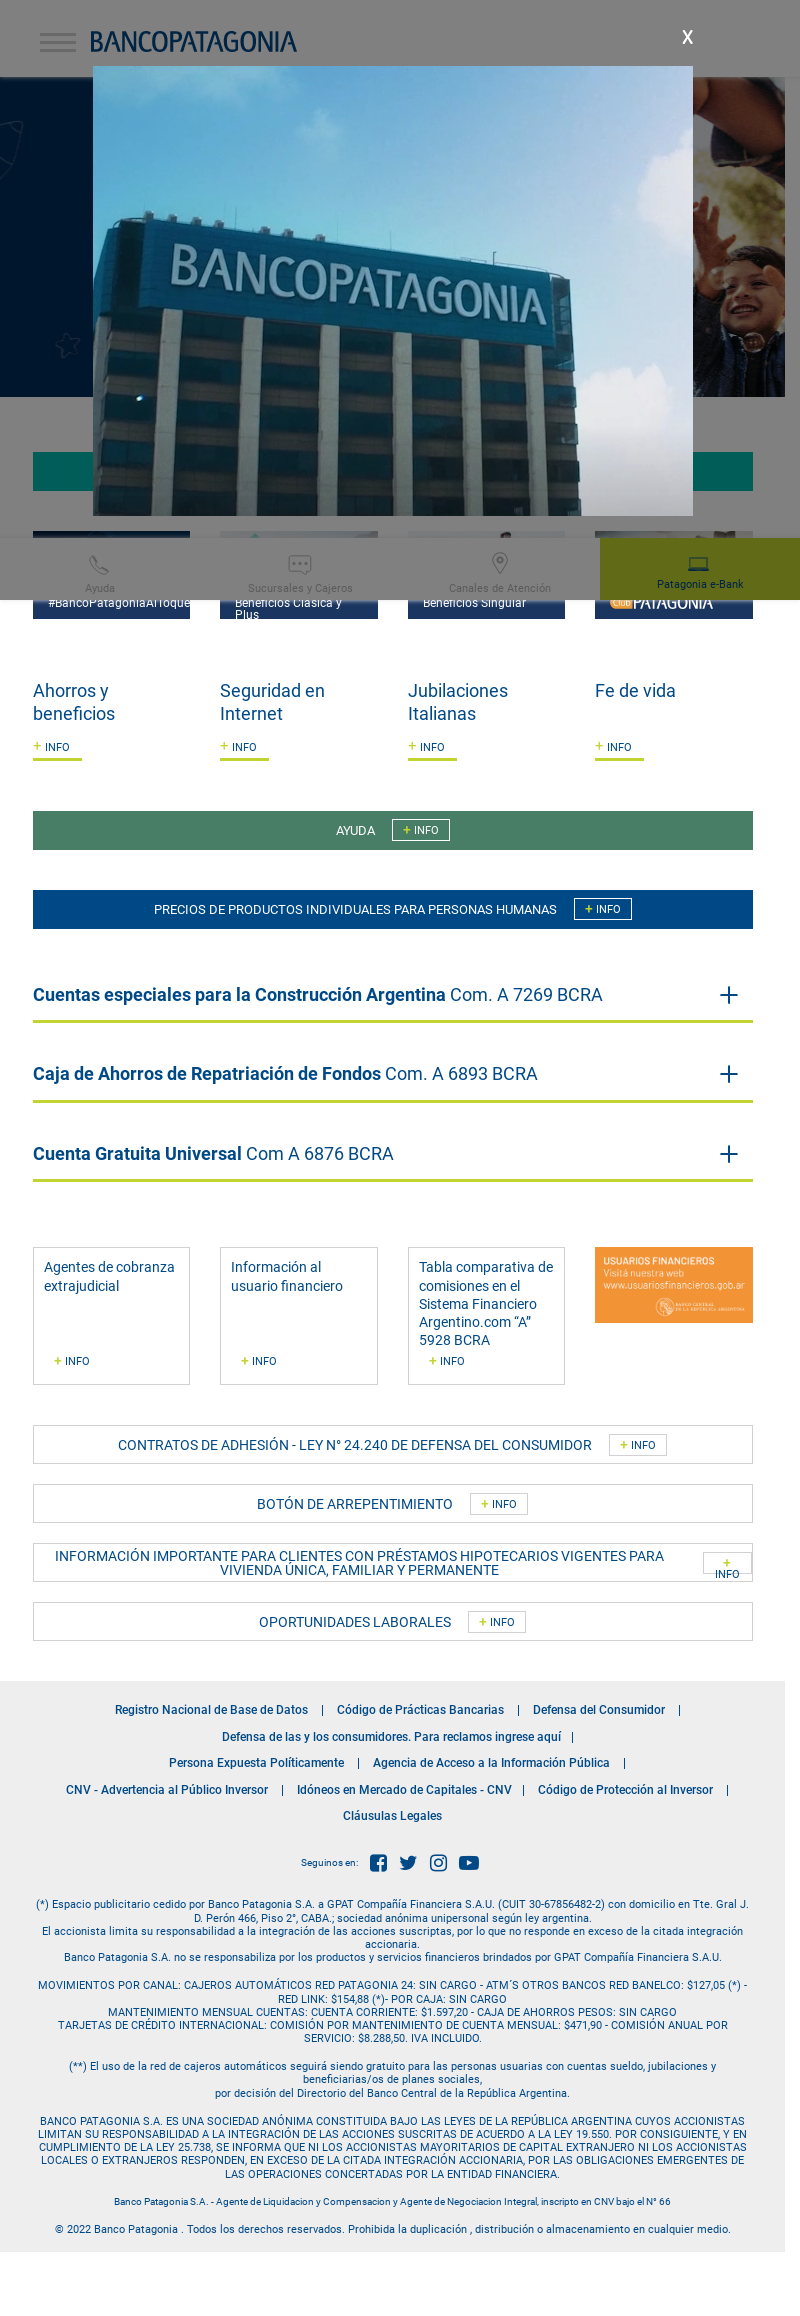 BANCOPATAGONIA
X
BANCOPATAGONIA
Ayuda
Sucursales y Cajeros
Canales de Atención
Patagonia e-Bank
#BancoPatagoniaAlToque
Beneficios Clásica y
Plus
Beneficios Singular
Club PATAGONIA
Ahorros y
beneficios
+ INFO
Seguridad en
Internet
+ INFO
Jubilaciones
Italianas
+ INFO
Fe de vida
+ INFO
AYUDA + INFO
PRECIOS DE PRODUCTOS INDIVIDUALES PARA PERSONAS HUMANAS + INFO
Cuentas especiales para la Construcción Argentina Com. A 7269 BCRA
Caja de Ahorros de Repatriación de Fondos Com. A 6893 BCRA
Cuenta Gratuita Universal Com A 6876 BCRA
Agentes de cobranza
extrajudicial
+ INFO
Información al
usuario financiero
+ INFO
Tabla comparativa de
comisiones en el
Sistema Financiero
Argentino.com “A”
5928 BCRA
+ INFO
USUARIOS FINANCIEROS
Visitá nuestra web
www.usuariosfinancieros.gob.ar
BANCO CENTRAL
DE LA REPÚBLICA ARGENTINA
CONTRATOS DE ADHESIÓN - LEY N° 24.240 DE DEFENSA DEL CONSUMIDOR + INFO
BOTÓN DE ARREPENTIMIENTO + INFO
INFORMACIÓN IMPORTANTE PARA CLIENTES CON PRÉSTAMOS HIPOTECARIOS VIGENTES PARA
VIVIENDA ÚNICA, FAMILIAR Y PERMANENTE
+
INFO
OPORTUNIDADES LABORALES + INFO
Registro Nacional de Base de Datos | Código de Prácticas Bancarias | Defensa del Consumidor |
Defensa de las y los consumidores. Para reclamos ingrese aquí |
Persona Expuesta Políticamente | Agencia de Acceso a la Información Pública |
CNV - Advertencia al Público Inversor | Idóneos en Mercado de Capitales - CNV | Código de Protección al Inversor |
Cláusulas Legales
Seguinos en:
(*) Espacio publicitario cedido por Banco Patagonia S.A. a GPAT Compañía Financiera S.A.U. (CUIT 30-67856482-2) con domicilio en Tte. Gral J.
D. Perón 466, Piso 2°, CABA.; sociedad anónima unipersonal según ley argentina.
El accionista limita su responsabilidad a la integración de las acciones suscriptas, por lo que no responde en exceso de la citada integración
accionaria.
Banco Patagonia S.A. no se responsabiliza por los productos y servicios financieros brindados por GPAT Compañía Financiera S.A.U.
MOVIMIENTOS POR CANAL: CAJEROS AUTOMÁTICOS RED PATAGONIA 24: SIN CARGO - ATM´S OTROS BANCOS RED BANELCO: $127,05 (*) -
RED LINK: $154,88 (*)- POR CAJA: SIN CARGO
MANTENIMIENTO MENSUAL CUENTAS: CUENTA CORRIENTE: $1.597,20 - CAJA DE AHORROS PESOS: SIN CARGO
TARJETAS DE CRÉDITO INTERNACIONAL: COMISIÓN POR MANTENIMIENTO DE CUENTA MENSUAL: $471,90 - COMISIÓN ANUAL POR
SERVICIO: $8.288,50. IVA INCLUIDO.
(**) El uso de la red de cajeros automáticos seguirá siendo gratuito para las personas usuarias con cuentas sueldo, jubilaciones y
beneficiarias/os de planes sociales,
por decisión del Directorio del Banco Central de la República Argentina.
BANCO PATAGONIA S.A. ES UNA SOCIEDAD ANÓNIMA CONSTITUIDA BAJO LAS LEYES DE LA REPÚBLICA ARGENTINA CUYOS ACCIONISTAS
LIMITAN SU RESPONSABILIDAD A LA INTEGRACIÓN DE LAS ACCIONES SUSCRITAS DE ACUERDO A LA LEY 19.550. POR CONSIGUIENTE, Y EN
CUMPLIMIENTO DE LA LEY 25.738, SE INFORMA QUE NI LOS ACCIONISTAS MAYORITARIOS DE CAPITAL EXTRANJERO NI LOS ACCIONISTAS
LOCALES O EXTRANJEROS RESPONDEN, EN EXCESO DE LA CITADA INTEGRACIÓN ACCIONARIA, POR LAS OBLIGACIONES EMERGENTES DE
LAS OPERACIONES CONCERTADAS POR LA ENTIDAD FINANCIERA.
Banco Patagonia S.A. - Agente de Liquidacion y Compensacion y Agente de Negociacion Integral, inscripto en CNV bajo el N° 66
© 2022 Banco Patagonia . Todos los derechos reservados. Prohibida la duplicación , distribución o almacenamiento en cualquier medio.